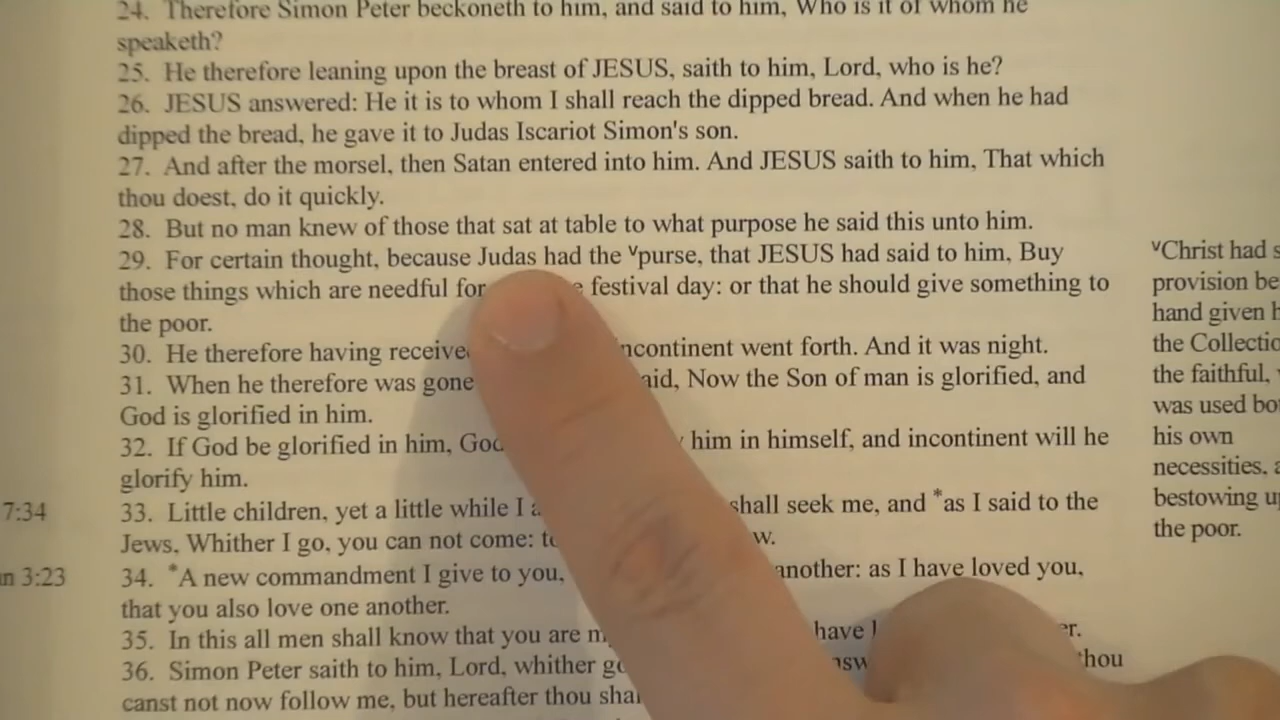 24. Therefore Simon Peter beckoneth to him, and said to him, Who is it of whom he
speaketh?
25. He therefore leaning upon the breast of JESUS, saith to him, Lord, who is he?
26. JESUS answered: He it is to whom I shall reach the dipped bread. And when he had
dipped the bread, he gave it to Judas Iscariot Simon's son.
27. And after the morsel, then Satan entered into him. And JESUS saith to him, That which
thou doest, do it quickly.
28. But no man knew of those that sat at table to what purpose he said this unto him.
29. For certain thought, because Judas had the ᵛpurse, that JESUS had said to him, Buy
those things which are needful for festival day: or that he should give something to
the poor.
30. He therefore having incontinent went forth. And it was night.
31. When he therefore was gone Now the Son of man is glorified, and
God is glorified in him.
32. If God be glorified in him, him in himself, and incontinent will he
glorify him.
33. Little children, yet a little while I shall seek me, and *as I said to the
Jews, Whither I go, you can not come:
34. *A new commandment I give to you, another: as I have loved you,
that you also love one another.
35. In this all men shall know that you are have
36. Simon Peter saith to him, Lord, whither thou
canst not now follow me, but hereafter thou
7:34
3:23
ᵛChrist had
provision
hand given
the
the faithful,
was used
his own
necessities,
bestowing
the poor.